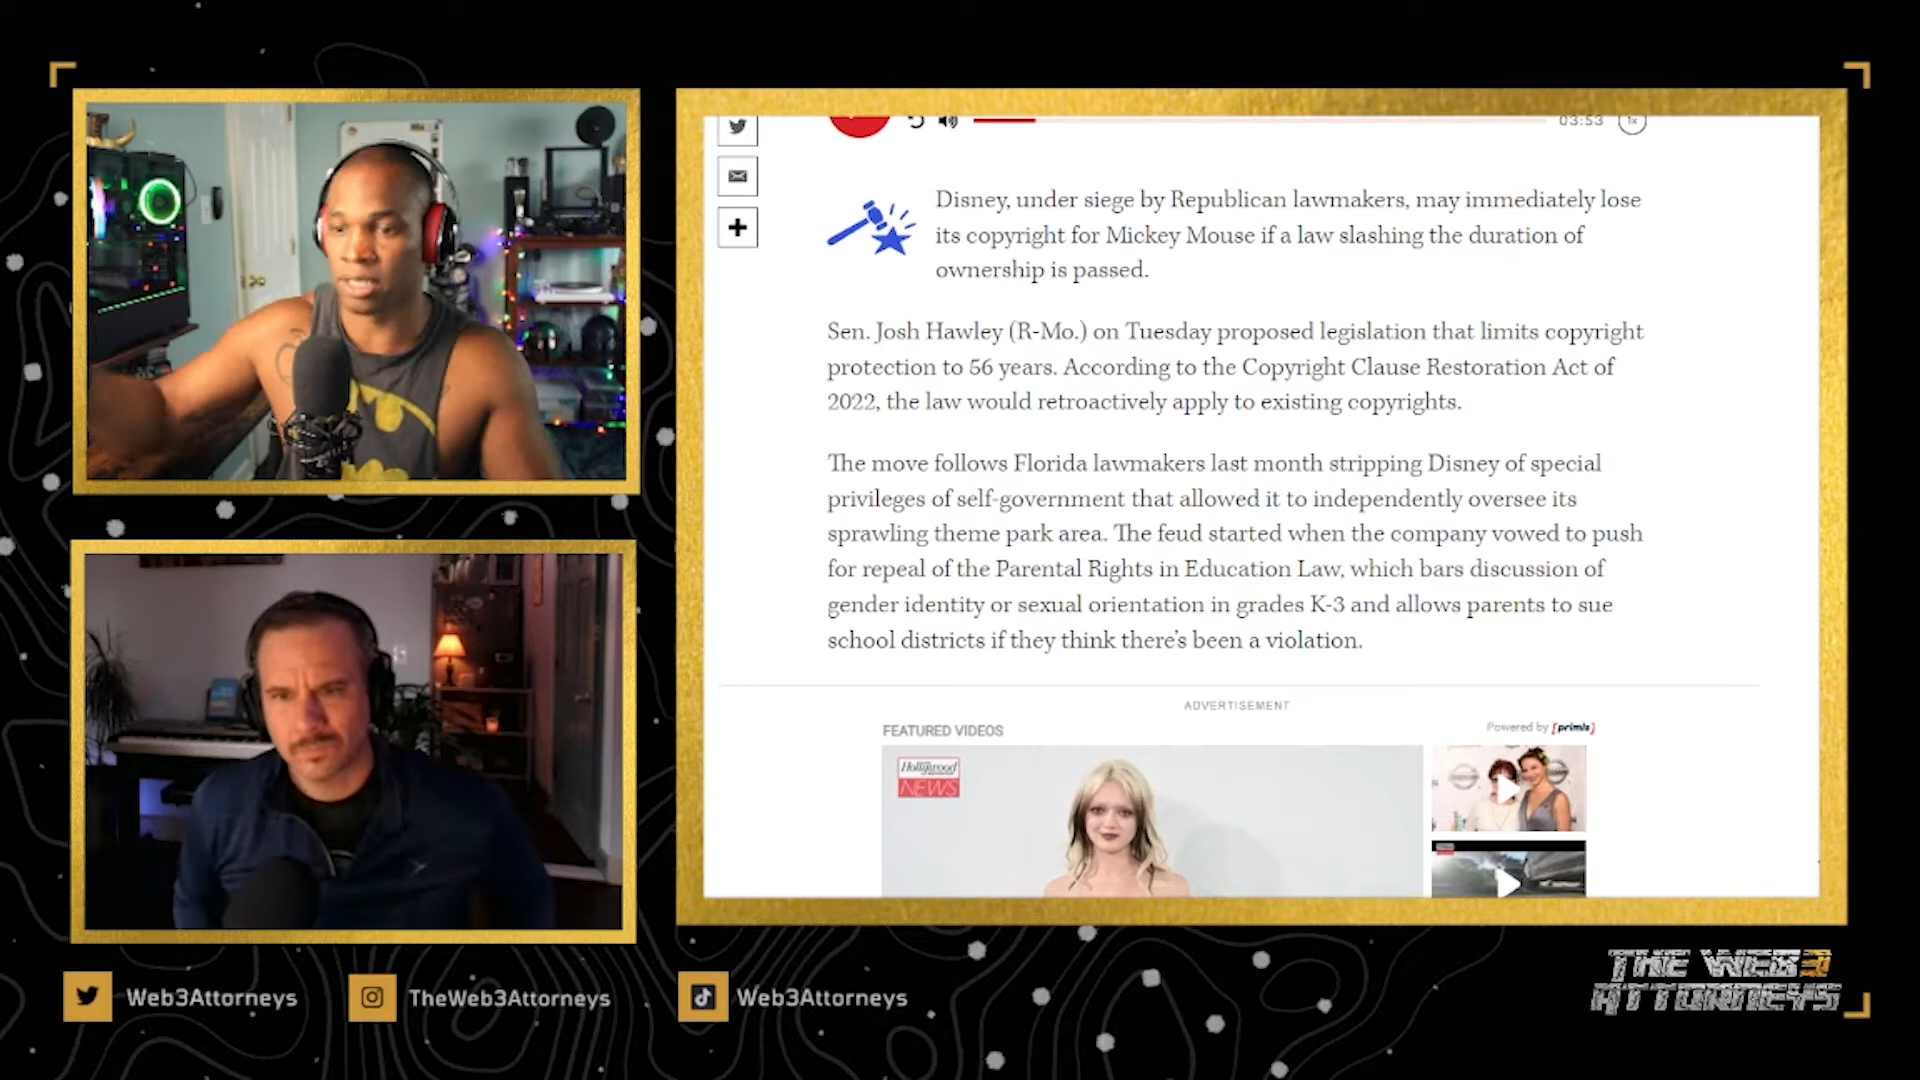 03:53
1x
Disney, under siege by Republican lawmakers, may immediately lose
its copyright for Mickey Mouse if a law slashing the duration of
ownership is passed.
Sen. Josh Hawley (R-Mo.) on Tuesday proposed legislation that limits copyright
protection to 56 years. According to the Copyright Clause Restoration Act of
2022, the law would retroactively apply to existing copyrights.
The move follows Florida lawmakers last month stripping Disney of special
privileges of self-government that allowed it to independently oversee its
sprawling theme park area. The feud started when the company vowed to push
for repeal of the Parental Rights in Education Law, which bars discussion of
gender identity or sexual orientation in grades K-3 and allows parents to sue
school districts if they think there's been a violation.
ADVERTISEMENT
FEATURED VIDEOS
Powered by [primis]
Hollywood
NEWS
Web3Attorneys
TheWeb3Attorneys
Web3Attorneys
THE WEB3
ATTORNEYS